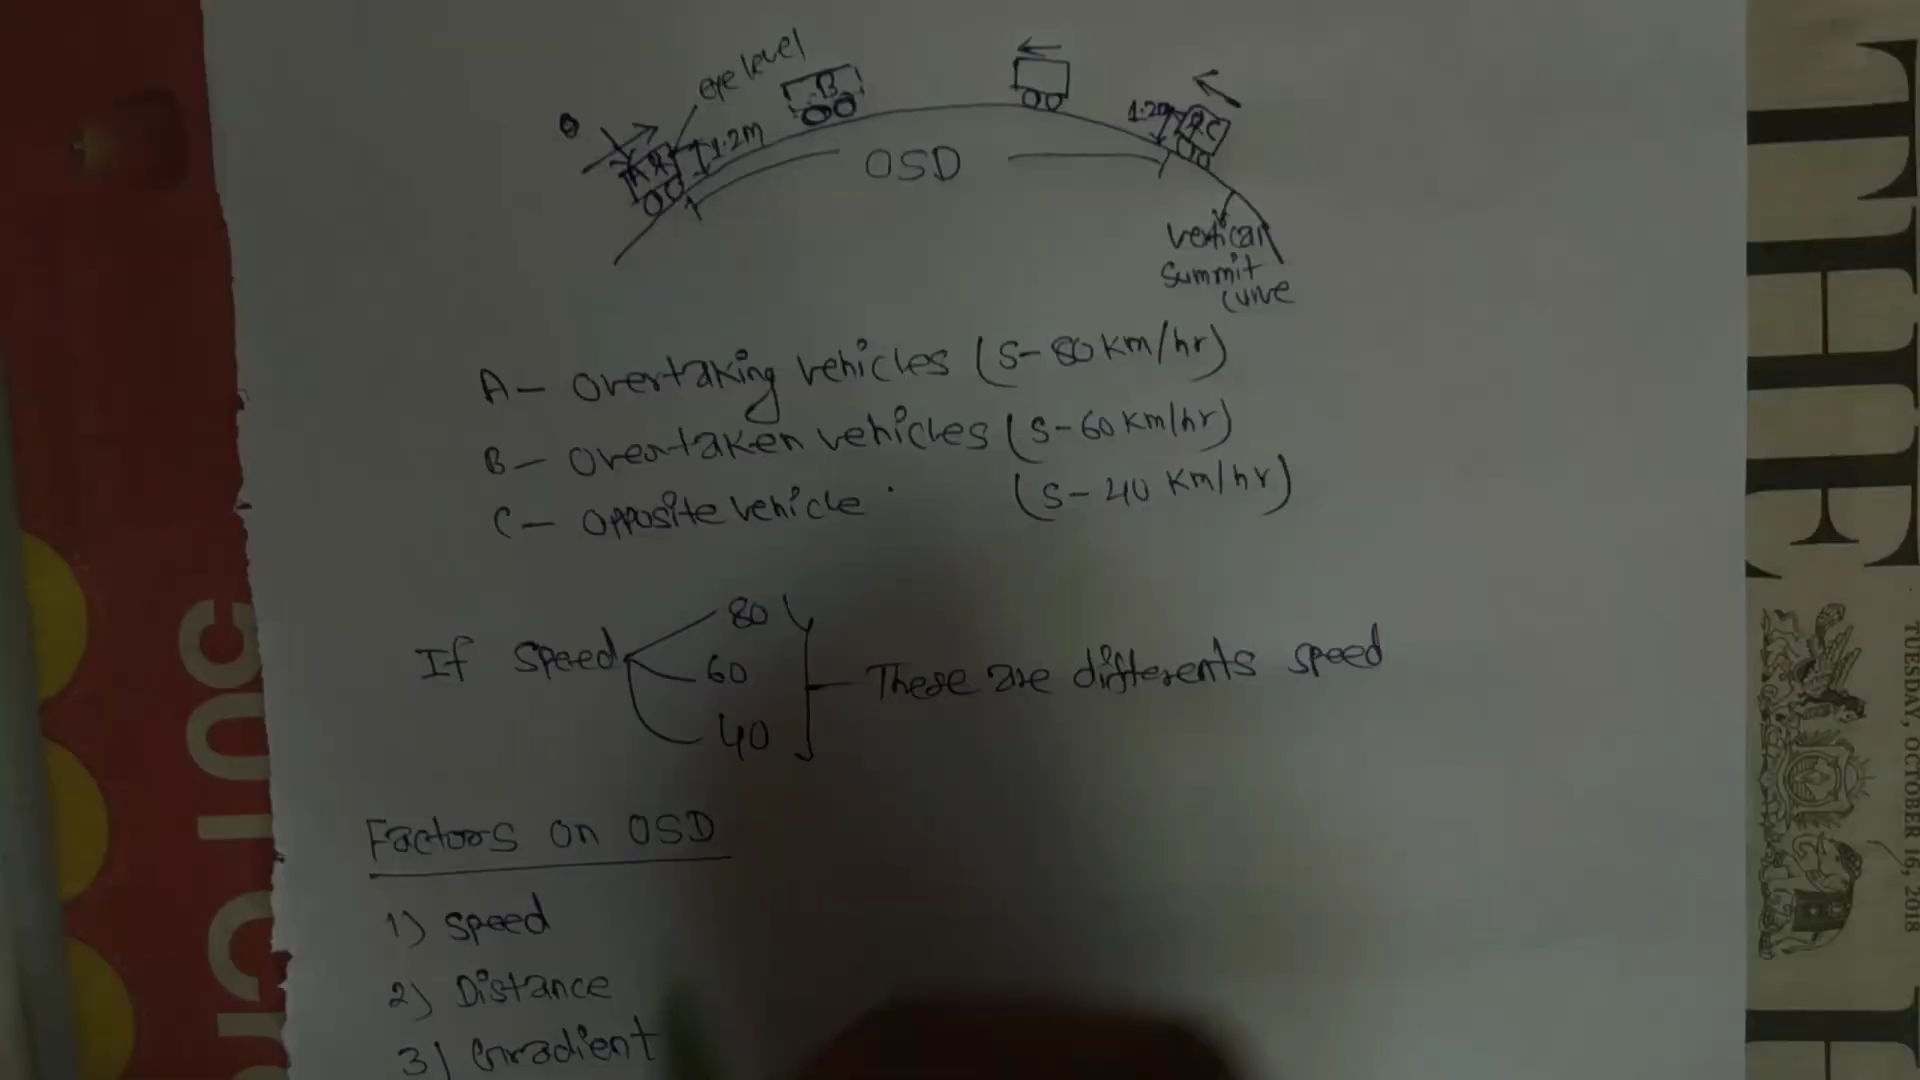 eye level
B
1.2M
A
OSD
C
Vertical
Summit
curve
A - Overtaking vehicles (S- 80 km/hr)
B - Overtaken vehicles (S-60 km/hr)
C - Opposite vehicle (S- 40 km/hr)
If speed
80
60
40
These are differents speed
Factors on OSD
1) Speed
2) Distance
3) Gradient
THE
TUESDAY, OCTOBER 16, 2018